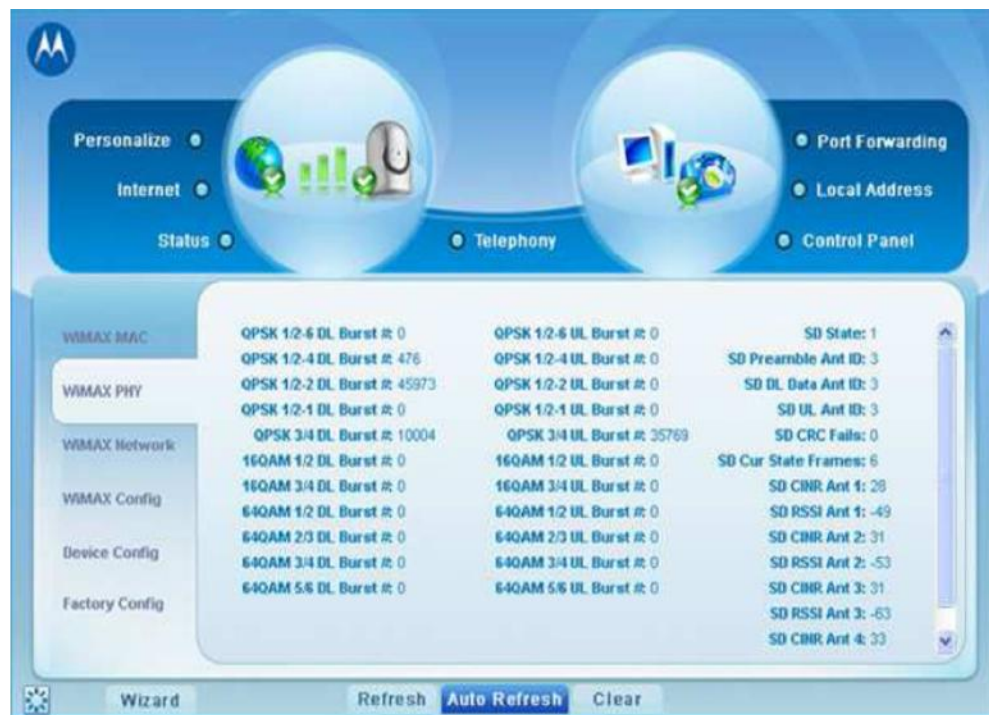 Personalize
Internet
Status
Telephony
Port Forwarding
Local Address
Control Panel
WiMAX MAC
WiMAX PHY
WiMAX Network
WiMAX Config
Device Config
Factory Config
QPSK 1/2-6 DL Burst #: 0
QPSK 1/2-4 DL Burst #: 476
QPSK 1/2-2 DL Burst #: 45973
QPSK 1/2-1 DL Burst #: 0
QPSK 3/4 DL Burst #: 10004
16QAM 1/2 DL Burst #: 0
16QAM 3/4 DL Burst #: 0
64QAM 1/2 DL Burst #: 0
64QAM 2/3 DL Burst #: 0
64QAM 3/4 DL Burst #: 0
64QAM 5/6 DL Burst #: 0
QPSK 1/2-6 UL Burst #: 0
QPSK 1/2-4 UL Burst #: 0
QPSK 1/2-2 UL Burst #: 0
QPSK 1/2-1 UL Burst #: 0
QPSK 3/4 UL Burst #: 35769
16QAM 1/2 UL Burst #: 0
16QAM 3/4 UL Burst #: 0
64QAM 1/2 UL Burst #: 0
64QAM 2/3 UL Burst #: 0
64QAM 3/4 UL Burst #: 0
64QAM 5/6 UL Burst #: 0
SD State: 1
SD Preamble Ant ID: 3
SD DL Data Ant ID: 3
SD UL Ant ID: 3
SD CRC Fails: 0
SD Cur State Frames: 6
SD CINR Ant 1: 28
SD RSSI Ant 1: -49
SD CINR Ant 2: 31
SD RSSI Ant 2: -53
SD CINR Ant 3: 31
SD RSSI Ant 3: -63
SD CINR Ant 4: 33
Wizard
Refresh
Auto Refresh
Clear